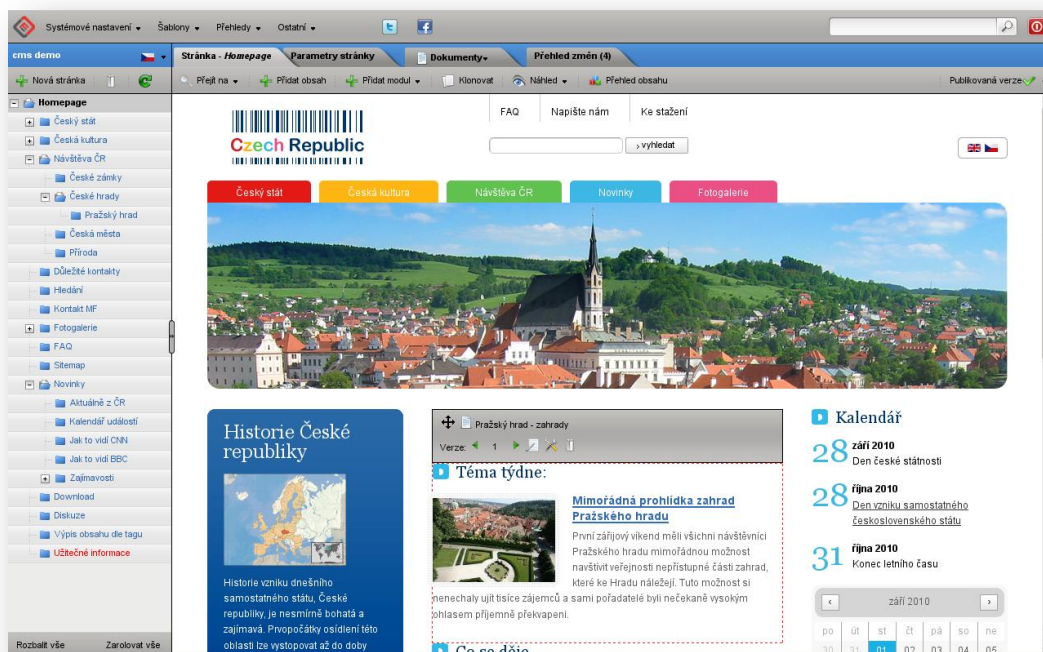 Systémové nastavení Šablony Přehledy Ostatní
cms demo
Stránka - Homepage Parametry stránky Dokumenty Přehled změn (4)
Nová stránka
Přejít na Přidat obsah Přidat modul Klonovat Náhled Přehled obsahu Publikovaná verze
Homepage
Český stát
Česká kultura
Návštěva ČR
České zámky
České hrady
Pražský hrad
Česká města
Příroda
Důležité kontakty
Hledání
Kontakt MF
Fotogalerie
FAQ
Sitemap
Novinky
Aktuálně z ČR
Kalendář událostí
Jak to vidí CNN
Jak to vidí BBC
Zajímavosti
Download
Diskuze
Výpis obsahu dle tagu
Užitečné informace
Rozbalit vše Zarolovat vše
FAQ Napište nám Ke stažení
Czech Republic
vyhledat
Český stát Česká kultura Návštěva ČR Novinky Fotogalerie
Historie České
republiky
Historie vzniku dnešního
samostatného státu, České
republiky, je nesmírně bohatá a
zajímavá. Prvopočátky osídlení této
oblasti lze vystopovat až do doby
Pražský hrad - zahrady
Verze: 1
Téma týdne:
Mimořádná prohlídka zahrad
Pražského hradu
První zářijový víkend měli všichni návštěvníci
Pražského hradu mimořádnou možnost
navštívit veřejnosti nepřístupné části zahrad,
které ke Hradu náležejí. Tuto možnost si
nenechaly ujít tisíce zájemců a sami pořadatelé byli nečekaně vysokým
ohlasem příjemně překvapeni.
Co se děje
Kalendář
28 září 2010
Den české státnosti
28 října 2010
Den vzniku samostatného
československého státu
31 října 2010
Konec letního času
září 2010
po út st čt pá so ne
30 31 01 02 03 04 05